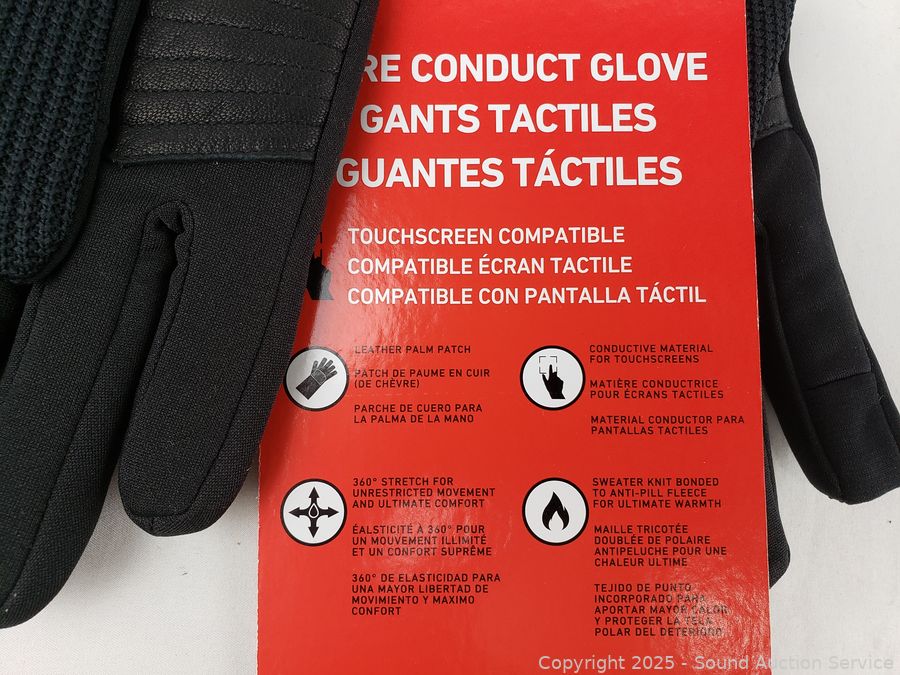 RE CONDUCT GLOVE
GANTS TACTILES
GUANTES TÁCTILES
TOUCHSCREEN COMPATIBLE
COMPATIBLE ÉCRAN TACTILE
COMPATIBLE CON PANTALLA TÁCTIL
LEATHER PALM PATCH
PATCH DE PAUME EN CUIR
(DE CHÈVRE)
PARCHE DE CUERO PARA
LA PALMA DE LA MANO
CONDUCTIVE MATERIAL
FOR TOUCHSCREENS
MATIÈRE CONDUCTRICE
POUR ÉCRANS TACTILES
MATERIAL CONDUCTOR PARA
PANTALLAS TACTILES
360° STRETCH FOR
UNRESTRICTED MOVEMENT
AND ULTIMATE COMFORT
ÉALSTICITÉ À 360° POUR
UN MOUVEMENT ILLIMITÉ
ET UN CONFORT SUPRÊME
360° DE ELASTICIDAD PARA
UNA MAYOR LIBERTAD DE
MOVIMIENTO Y MAXIMO
CONFORT
SWEATER KNIT BONDED
TO ANTI-PILL FLEECE
FOR ULTIMATE WARMTH
MAILLE TRICOTÉE
DOUBLÉE DE POLAIRE
ANTIPELUCHE POUR UNE
CHALEUR ULTIME
TEJIDO DE PUNTO
INCORPORADO PARA
APORTAR MAYOR CALOR
Y PROTEGER LA TELA
POLAR DEL DETERIORO
Copyright 2025 - Sound Auction Service